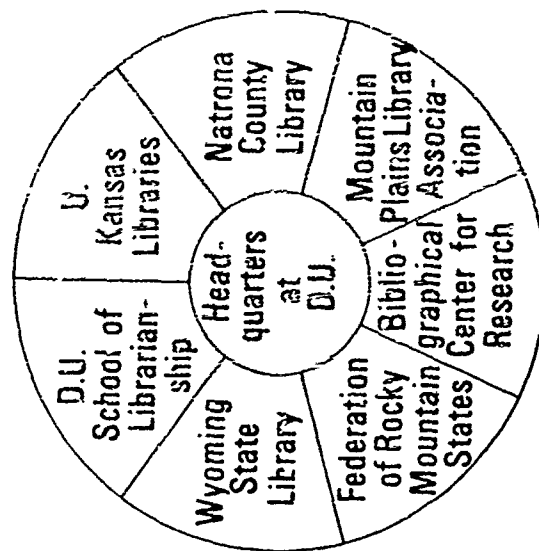 D.U.
School of
Librarian-
ship
U.
Kansas
Libraries
Natrona
County
Library
Mountain
Plains Library
Associa-
tion
Biblio-
graphical
Center for
Research
Federation
of Rocky
Mountain
States
Wyoming
State
Library
Head-
quarters
at
D.U.